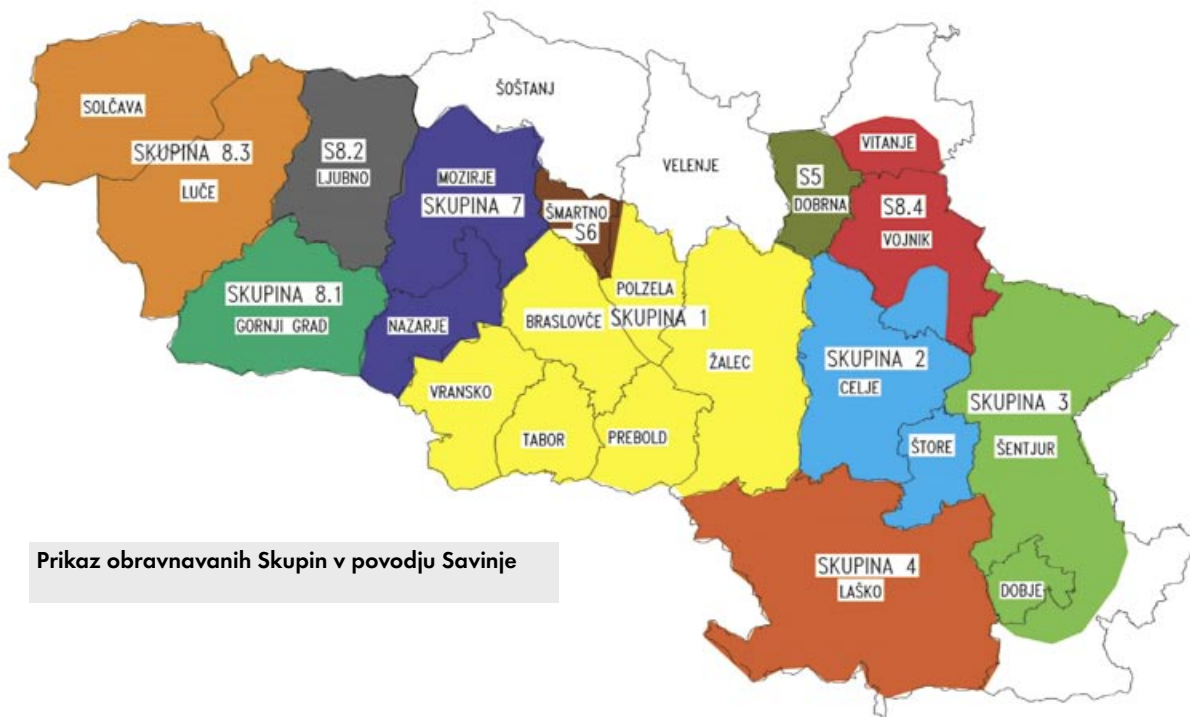 ŠOŠTANJ
SOLČAVA
VITANJE
SKUPINA 8.3
S8.2
VELENJE
LJUBNO
MOZIRJE
S5
LUČE
SKUPINA 7
DOBRNA
S8.4
ŠMARTNO
S6
VOJNIK
POLZELA
SKUPINA 8.1
GORNJI GRAD
NAZARJE
BRASLOVČE
SKUPINA 1
ŽALEC
SKUPINA 2
CELJE
VRANSKO
SKUPINA 3
TABOR
PREBOLD
ŠTORE
ŠENTJUR
Prikaz obravnavanih Skupin v povodju Savinje
SKUPINA 4
LAŠKO
DOBJE